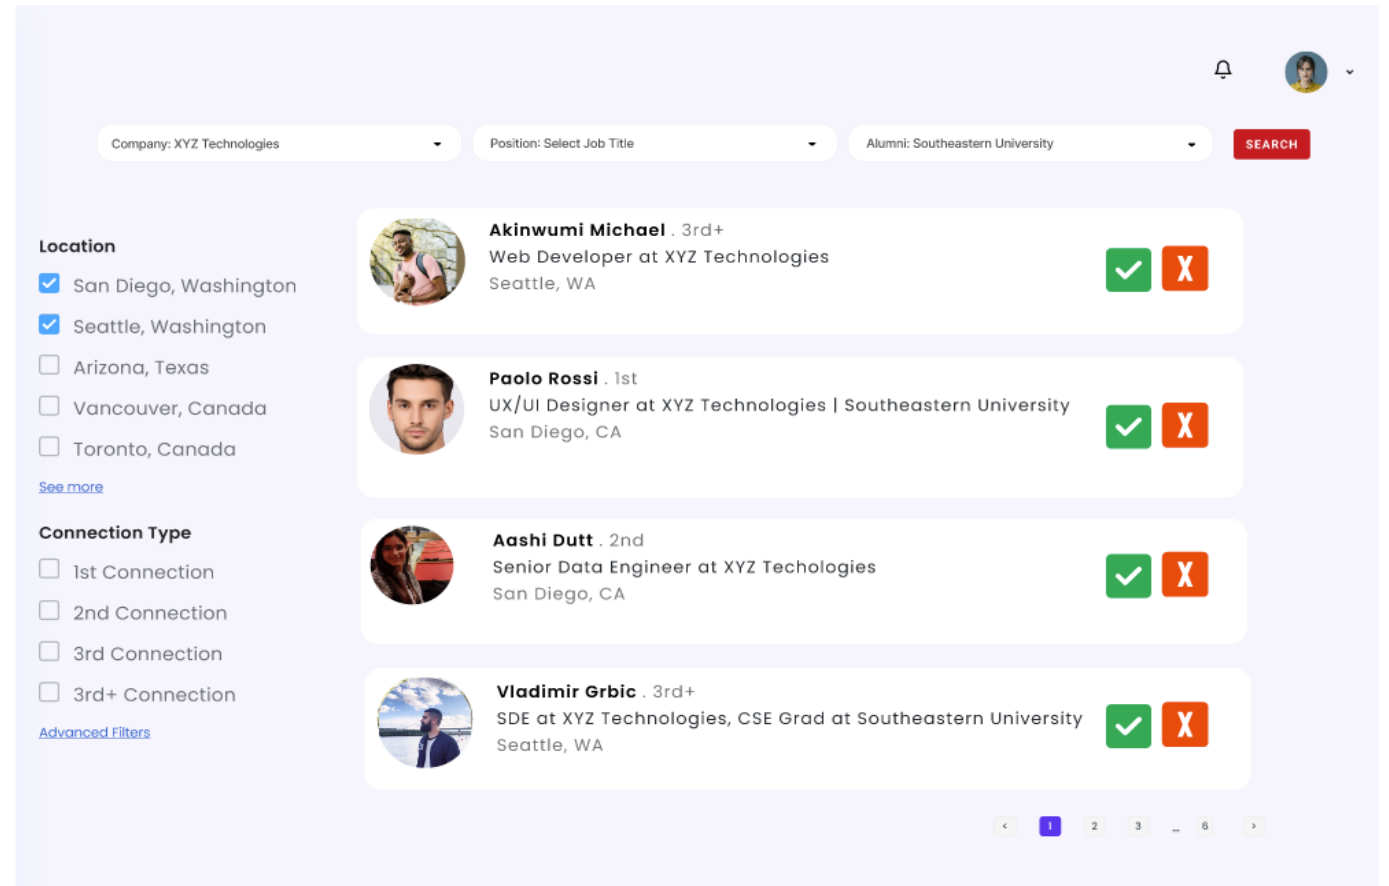 Company: XYZ Technologies
Position: Select Job Title
Alumni: Southeastern University
SEARCH
Location
San Diego, Washington
Seattle, Washington
Arizona, Texas
Vancouver, Canada
Toronto, Canada
See more
Connection Type
1st Connection
2nd Connection
3rd Connection
3rd+ Connection
Advanced Filters
Akinwumi Michael . 3rd+
Web Developer at XYZ Technologies
Seattle, WA
X
Paolo Rossi . 1st
UX/UI Designer at XYZ Technologies | Southeastern University
San Diego, CA
X
Aashi Dutt . 2nd
Senior Data Engineer at XYZ Techologies
San Diego, CA
X
Vladimir Grbic . 3rd+
SDE at XYZ Technologies, CSE Grad at Southeastern University
Seattle, WA
X
< 1 2 3 ... 6 >